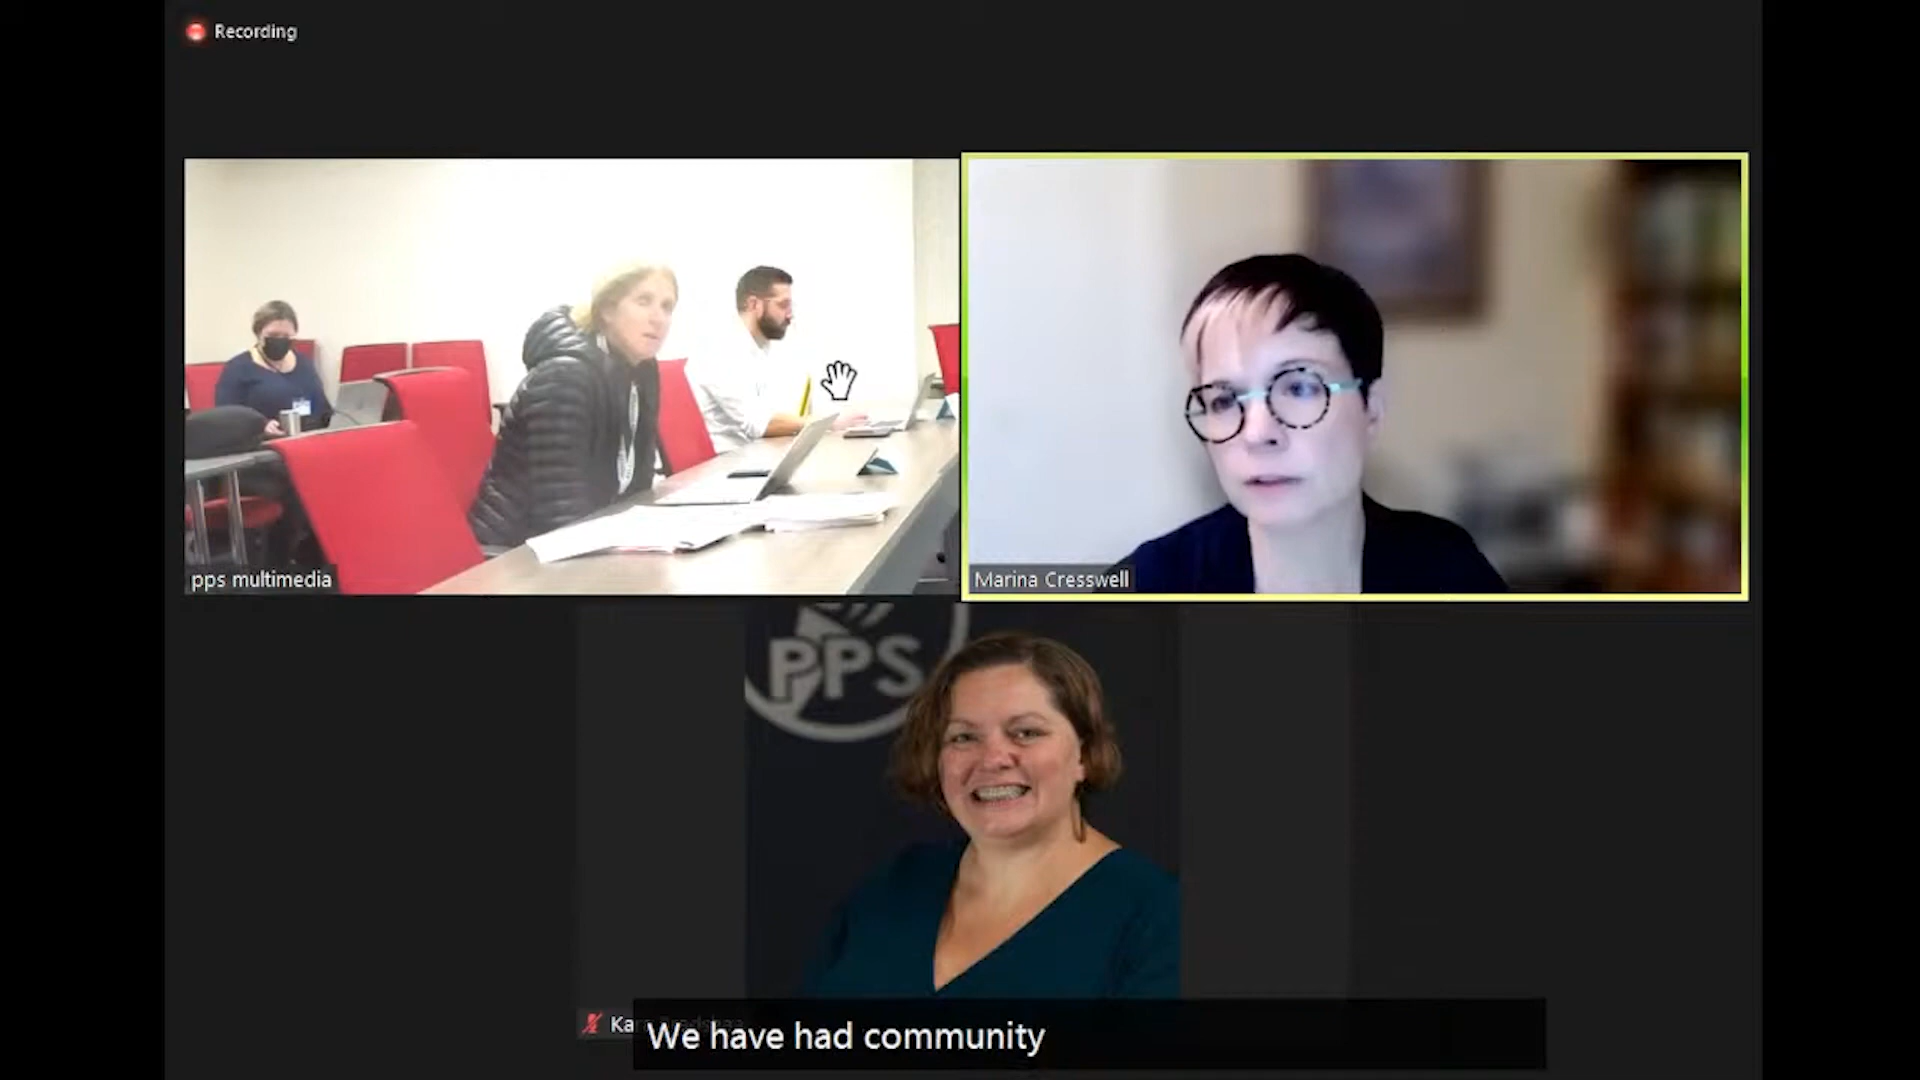 Recording
pps multimedia
Marina Cresswell
PPS
We have had community